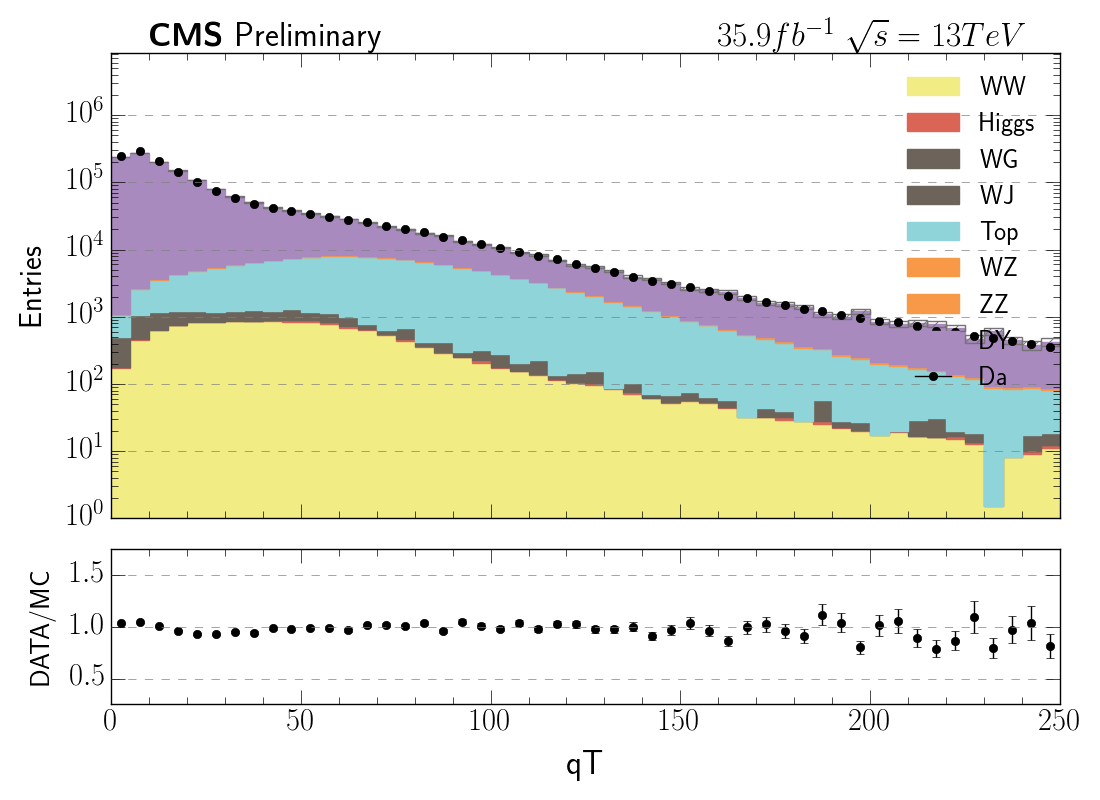 CMS Preliminary
35.9fb⁻¹ √s = 13TeV
Entries
10⁶
10⁵
10⁴
10³
10²
10¹
10⁰
WW
Higgs
WG
WJ
Top
WZ
ZZ
DY
Da
DATA/MC
1.5
1.0
0.5
0 50 100 150 200 250
qT